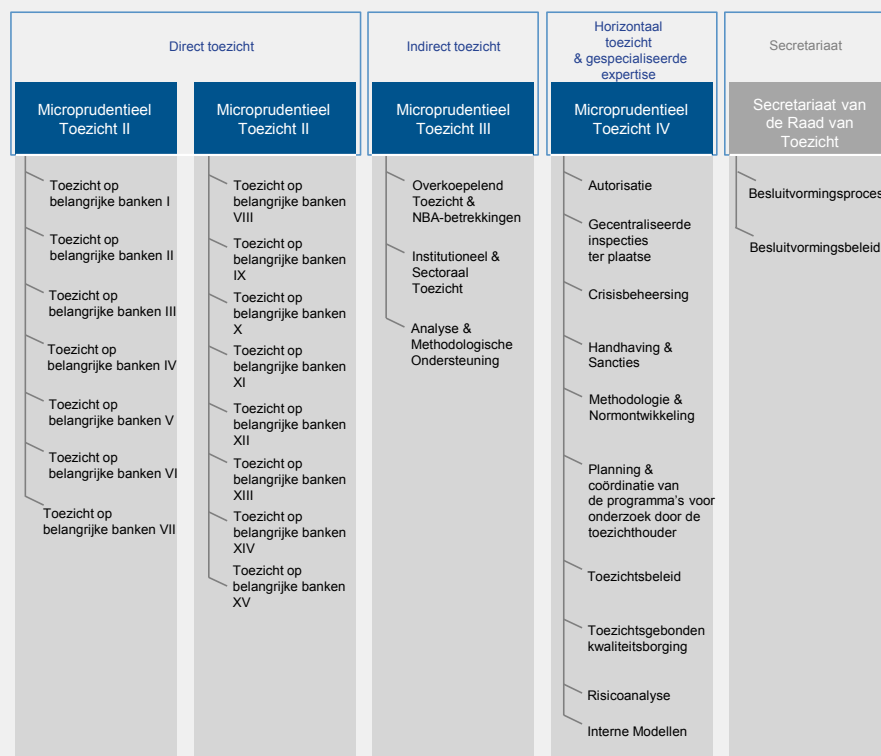 Direct toezicht
Indirect toezicht
Horizontaal
toezicht
& gespecialiseerde
expertise
Secretariaat
Microprudentieel
Toezicht II
Microprudentieel
Toezicht II
Microprudentieel
Toezicht III
Microprudentieel
Toezicht IV
Secretariaat van
de Raad van
Toezicht
Toezicht op
belangrijke banken I
Toezicht op
belangrijke banken II
Toezicht op
belangrijke banken III
Toezicht op
belangrijke banken IV
Toezicht op
belangrijke banken V
Toezicht op
belangrijke banken VI
Toezicht op
belangrijke banken VII
Toezicht op
belangrijke banken
VIII
Toezicht op
belangrijke banken
IX
Toezicht op
belangrijke banken
X
Toezicht op
belangrijke banken
XI
Toezicht op
belangrijke banken
XII
Toezicht op
belangrijke banken
XIII
Toezicht op
belangrijke banken
XIV
Toezicht op
belangrijke banken
XV
Overkoepelend
Toezicht &
NBA-betrekkingen
Institutioneel &
Sectoraal
Toezicht
Analyse &
Methodologische
Ondersteuning
Autorisatie
Gecentraliseerde
inspecties
ter plaatse
Crisisbeheersing
Handhaving &
Sancties
Methodologie &
Normontwikkeling
Planning &
coördinatie van
de programma's voor
onderzoek door de
toezichthouder
Toezichtsbeleid
Toezichtsgebonden
kwaliteitsborging
Risicoanalyse
Interne Modellen
Besluitvormingsproces
Besluitvormingsbeleid